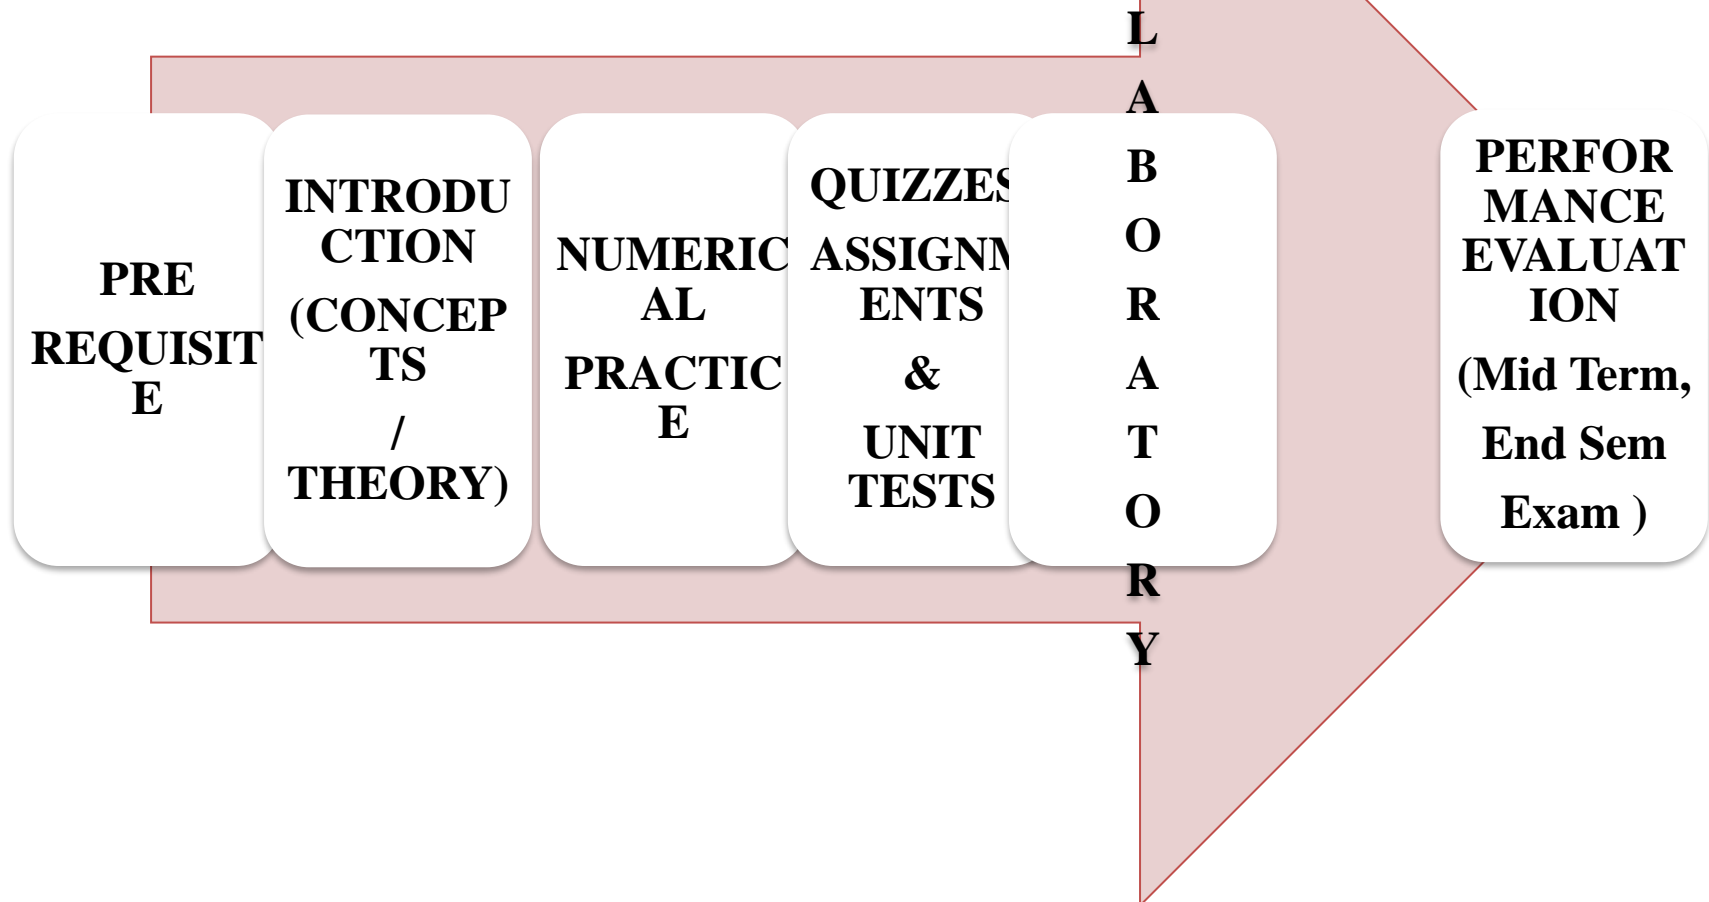 PRE
REQUISIT
E
INTRODU
CTION
(CONCEP
TS
/
THEORY)
NUMERIC
AL
PRACTIC
E
QUIZZES
ASSIGNM
ENTS
&
UNIT
TESTS
L
A
B
O
R
A
T
O
R
Y
PERFOR
MANCE
EVALUAT
ION
(Mid Term,
End Sem
Exam )